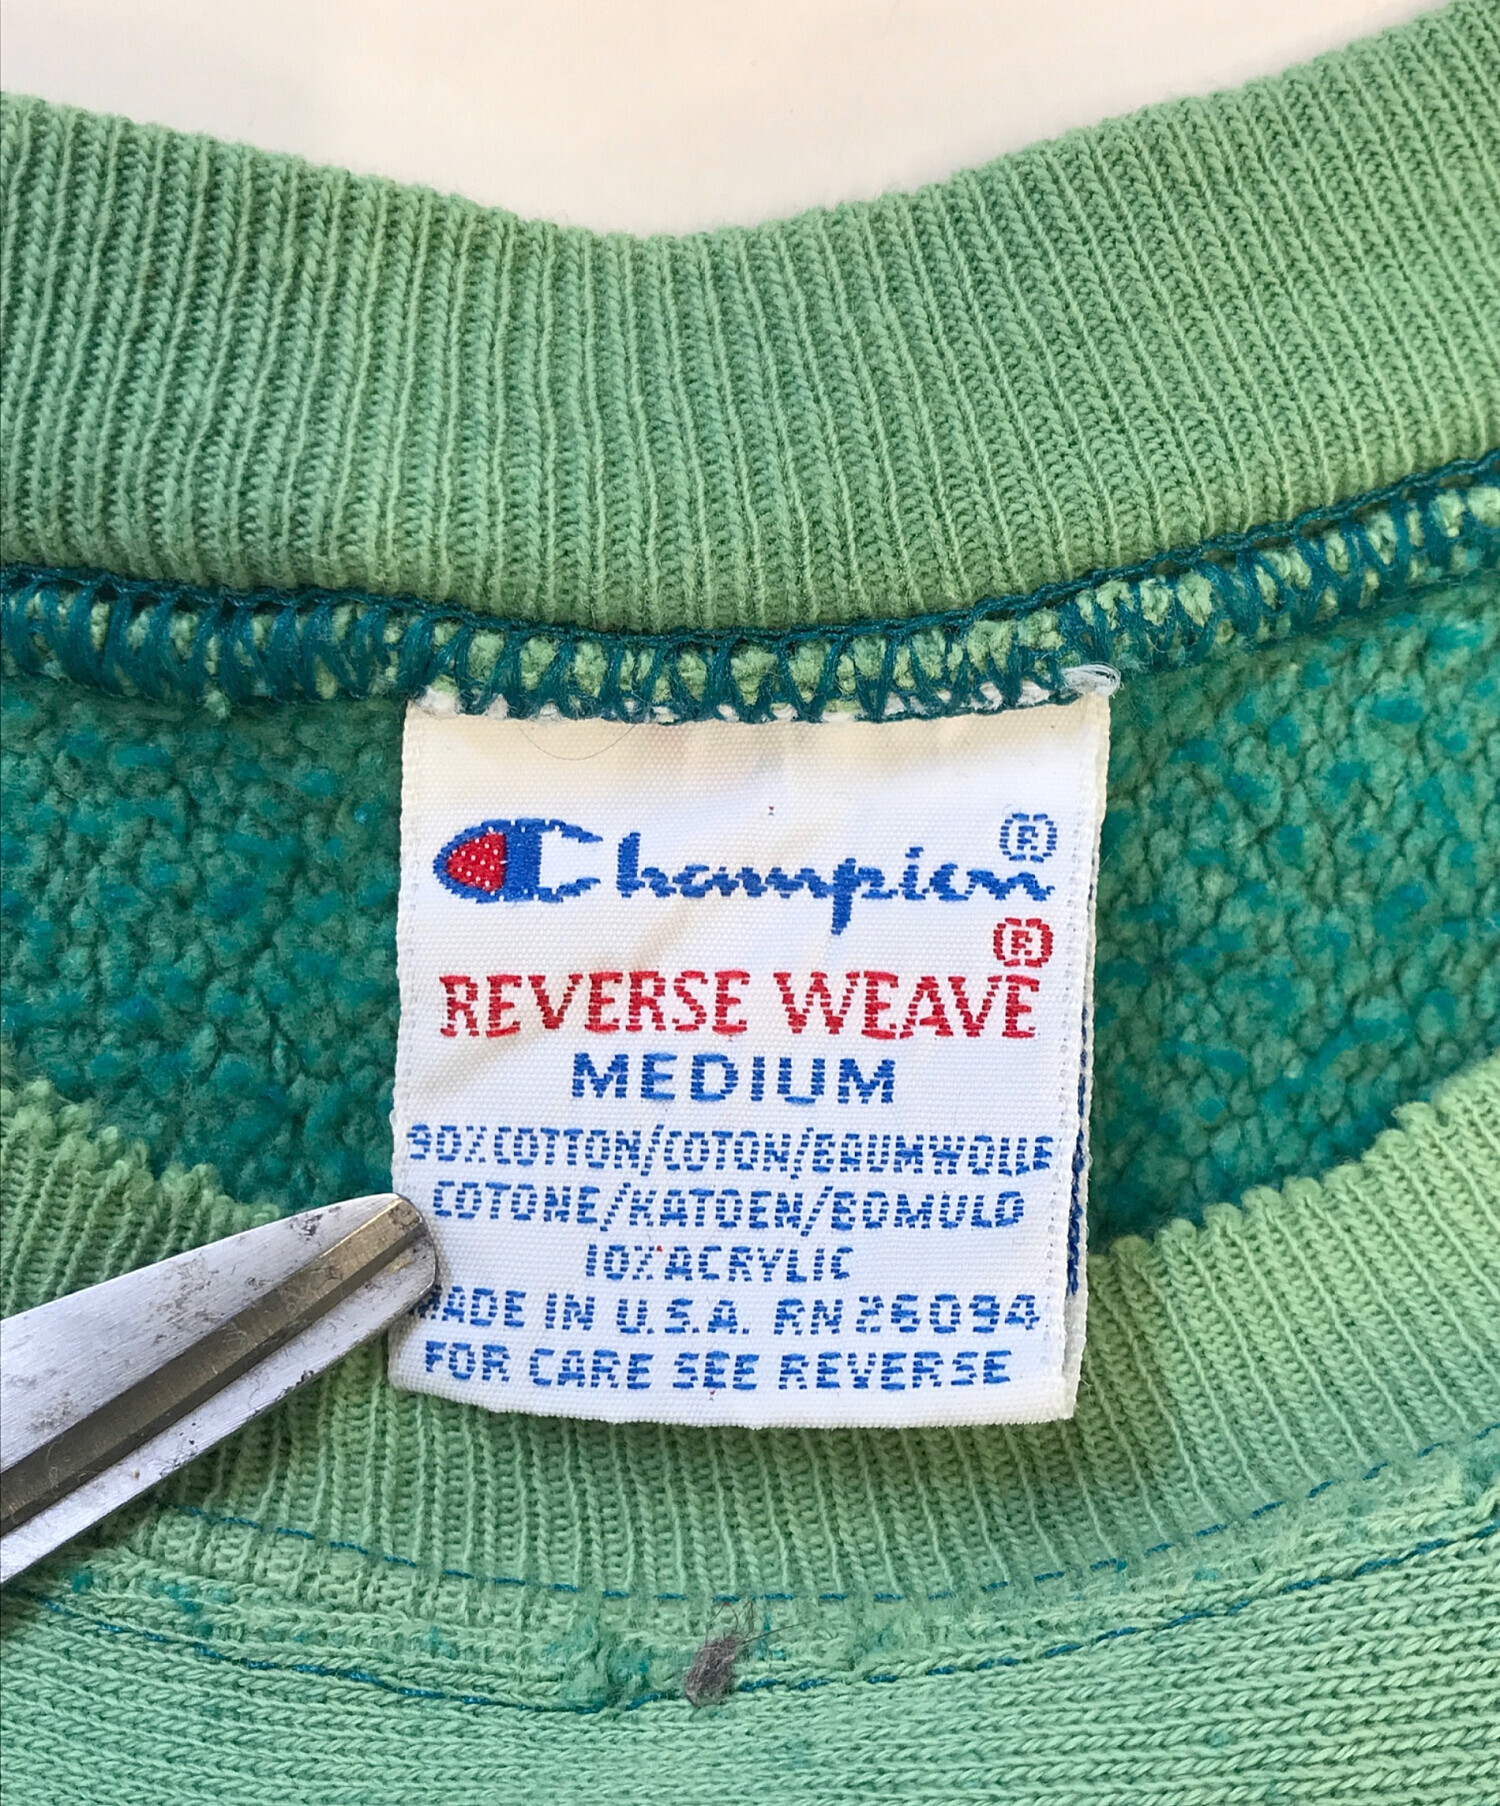 Champion®
REVERSE WEAVE®
MEDIUM
90% COTTON/COTON/BAUMWOLLE
COTONE/KATOEN/BOMULD
10% ACRYLIC
MADE IN U.S.A. RN 26094
FOR CARE SEE REVERSE